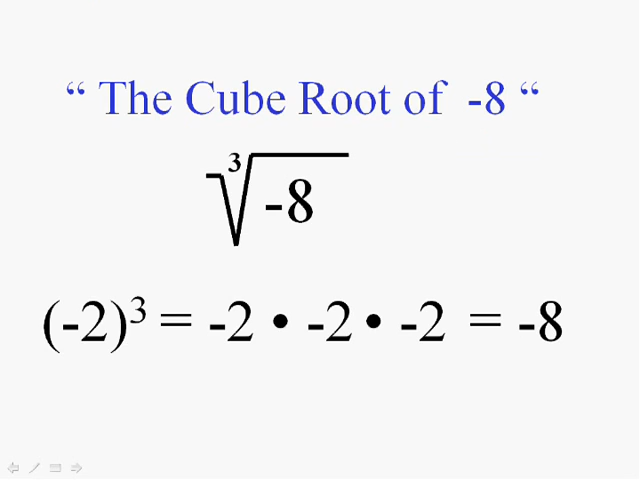 “ The Cube Root of -8 “
∛-8
(-2)³ = -2 • -2 • -2 = -8